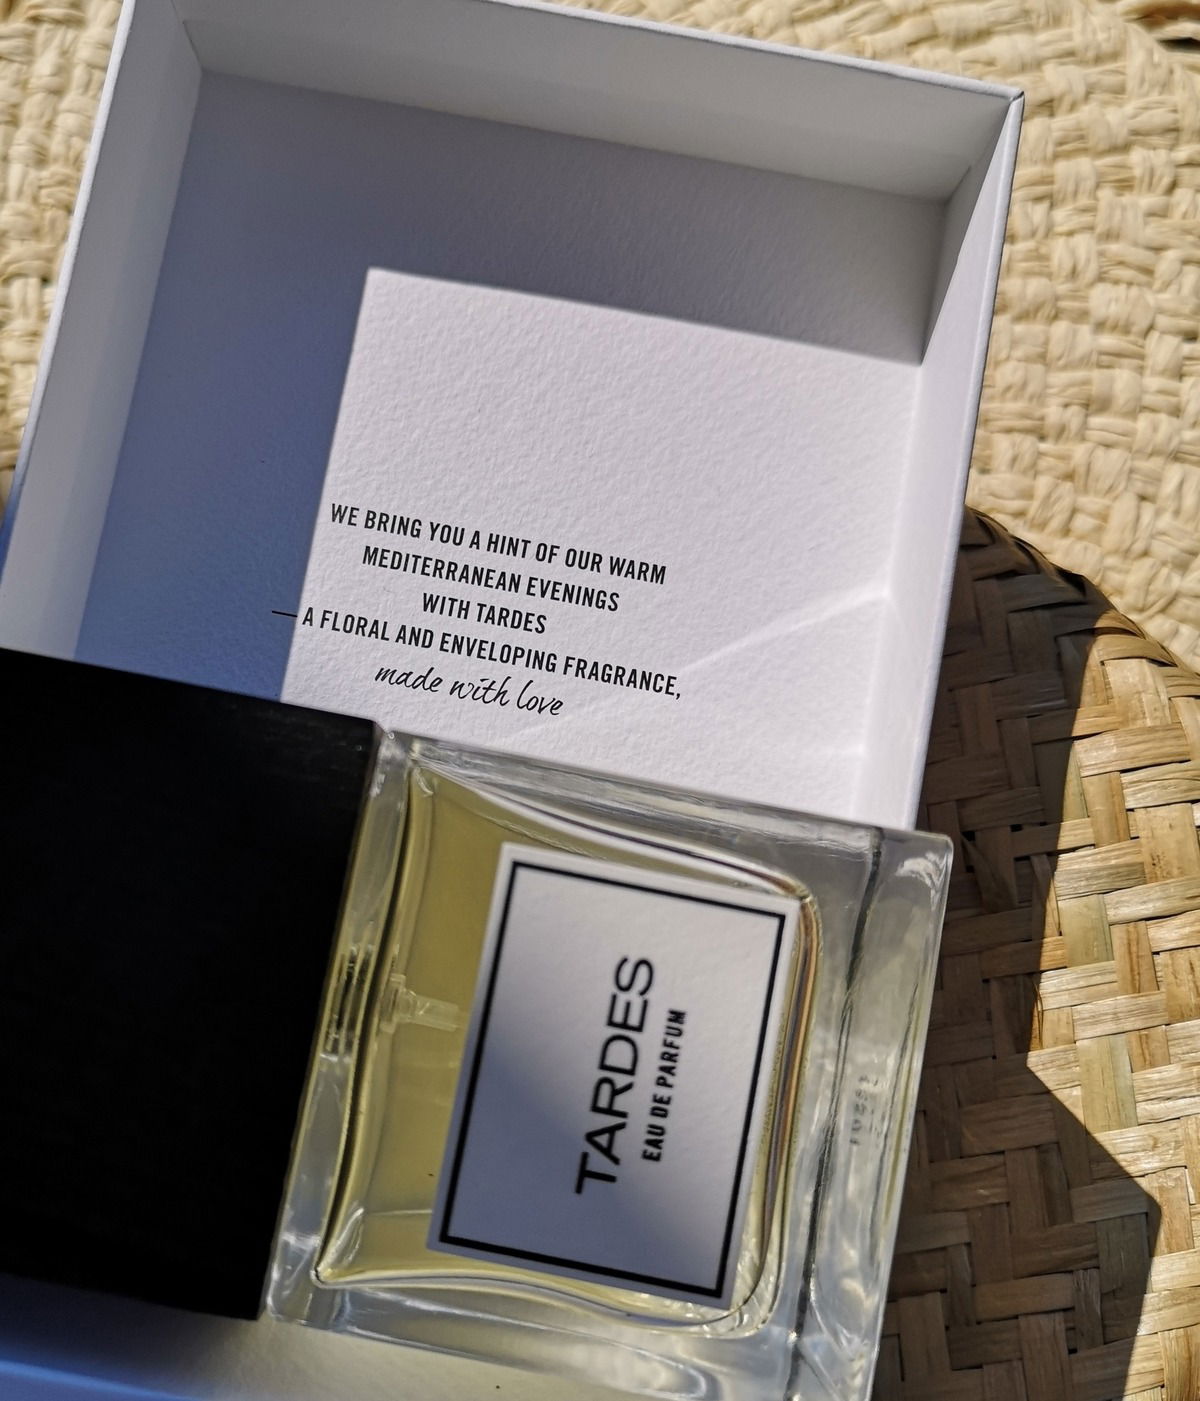 WE BRING YOU A HINT OF OUR WARM
MEDITERRANEAN EVENINGS
WITH TARDES
—A FLORAL AND ENVELOPING FRAGRANCE,
made with love
TARDES
EAU DE PARFUM